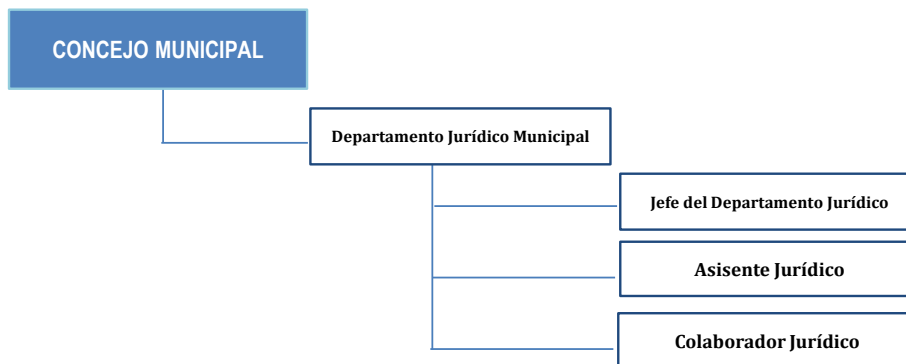 CONCEJO MUNICIPAL
Departamento Jurídico Municipal
Jefe del Departamento Jurídico
Asisente Jurídico
Colaborador Jurídico